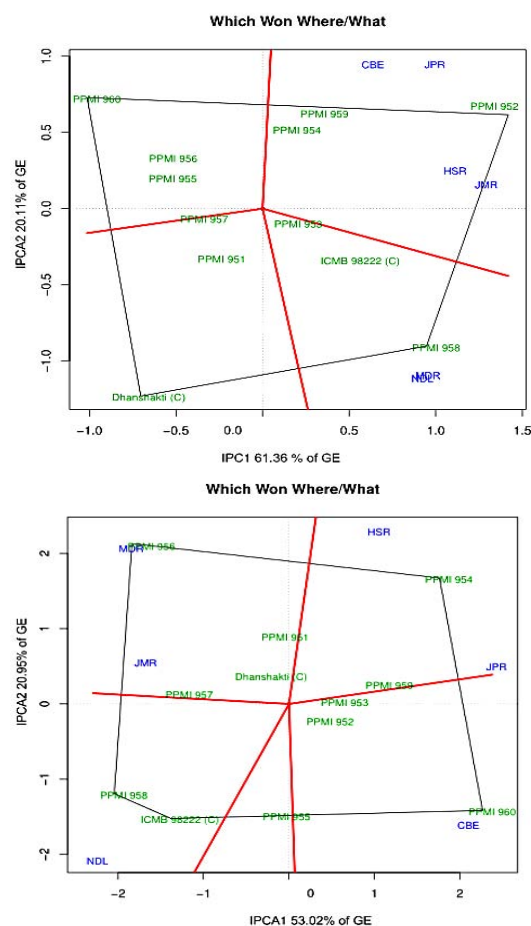 Which Won Where/What
IPCA2 20.11% of GE
1.0
0.5
0.0
−0.5
−1.0
CBE JPR
PPMI 960
PPMI 952
PPMI 959
PPMI 954
PPMI 956
PPMI 955
HSR
JMR
PPMI 957
PPMI 953
PPMI 951
ICMB 98222 (C)
PPMI 958
MDR
NDL
Dhanshakti (C)
−1.0 −0.5 0.0 0.5 1.0 1.5
IPC1 61.36 % of GE
Which Won Where/What
IPCA2 20.95% of GE
2
1
0
−1
−2
HSR
MDR
PPMI 956
PPMI 954
PPMI 951
JMR
JPR
Dhanshakti (C)
PPMI 959
PPMI 957
PPMI 953
PPMI 952
PPMI 958
ICMB 98222 (C)
PPMI 955
PPMI 960
CBE
NDL
−2 −1 0 1 2
IPCA1 53.02% of GE